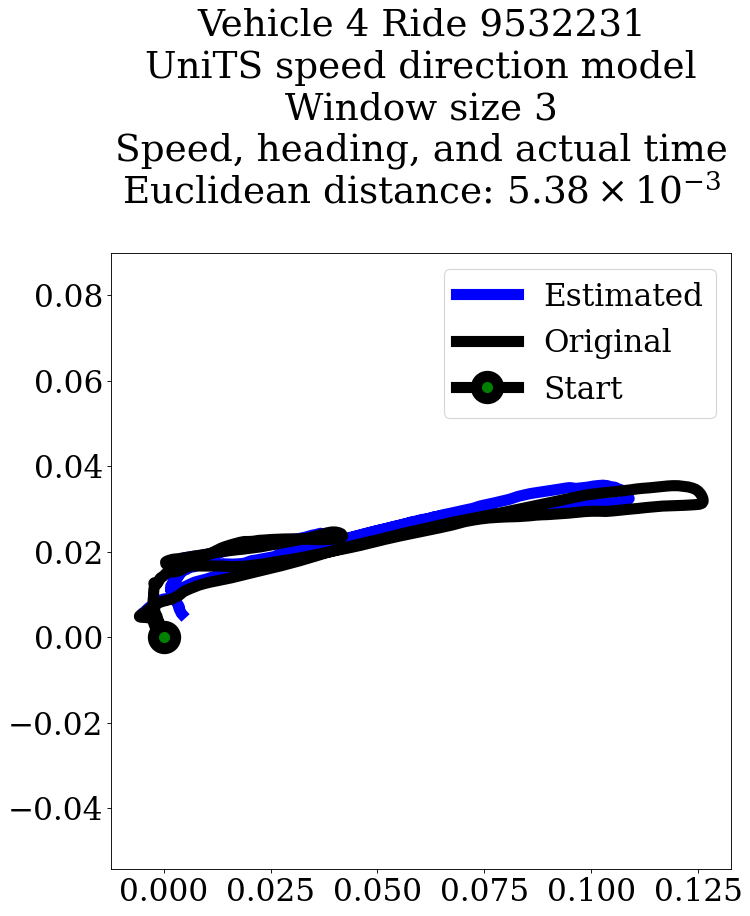 Vehicle 4 Ride 9532231
UniTS speed direction model
Window size 3
Speed, heading, and actual time
Euclidean distance: 5.38 × 10⁻³
Estimated
Original
Start
0.08
0.06
0.04
0.02
0.00
−0.02
−0.04
0.000 0.025 0.050 0.075 0.100 0.125